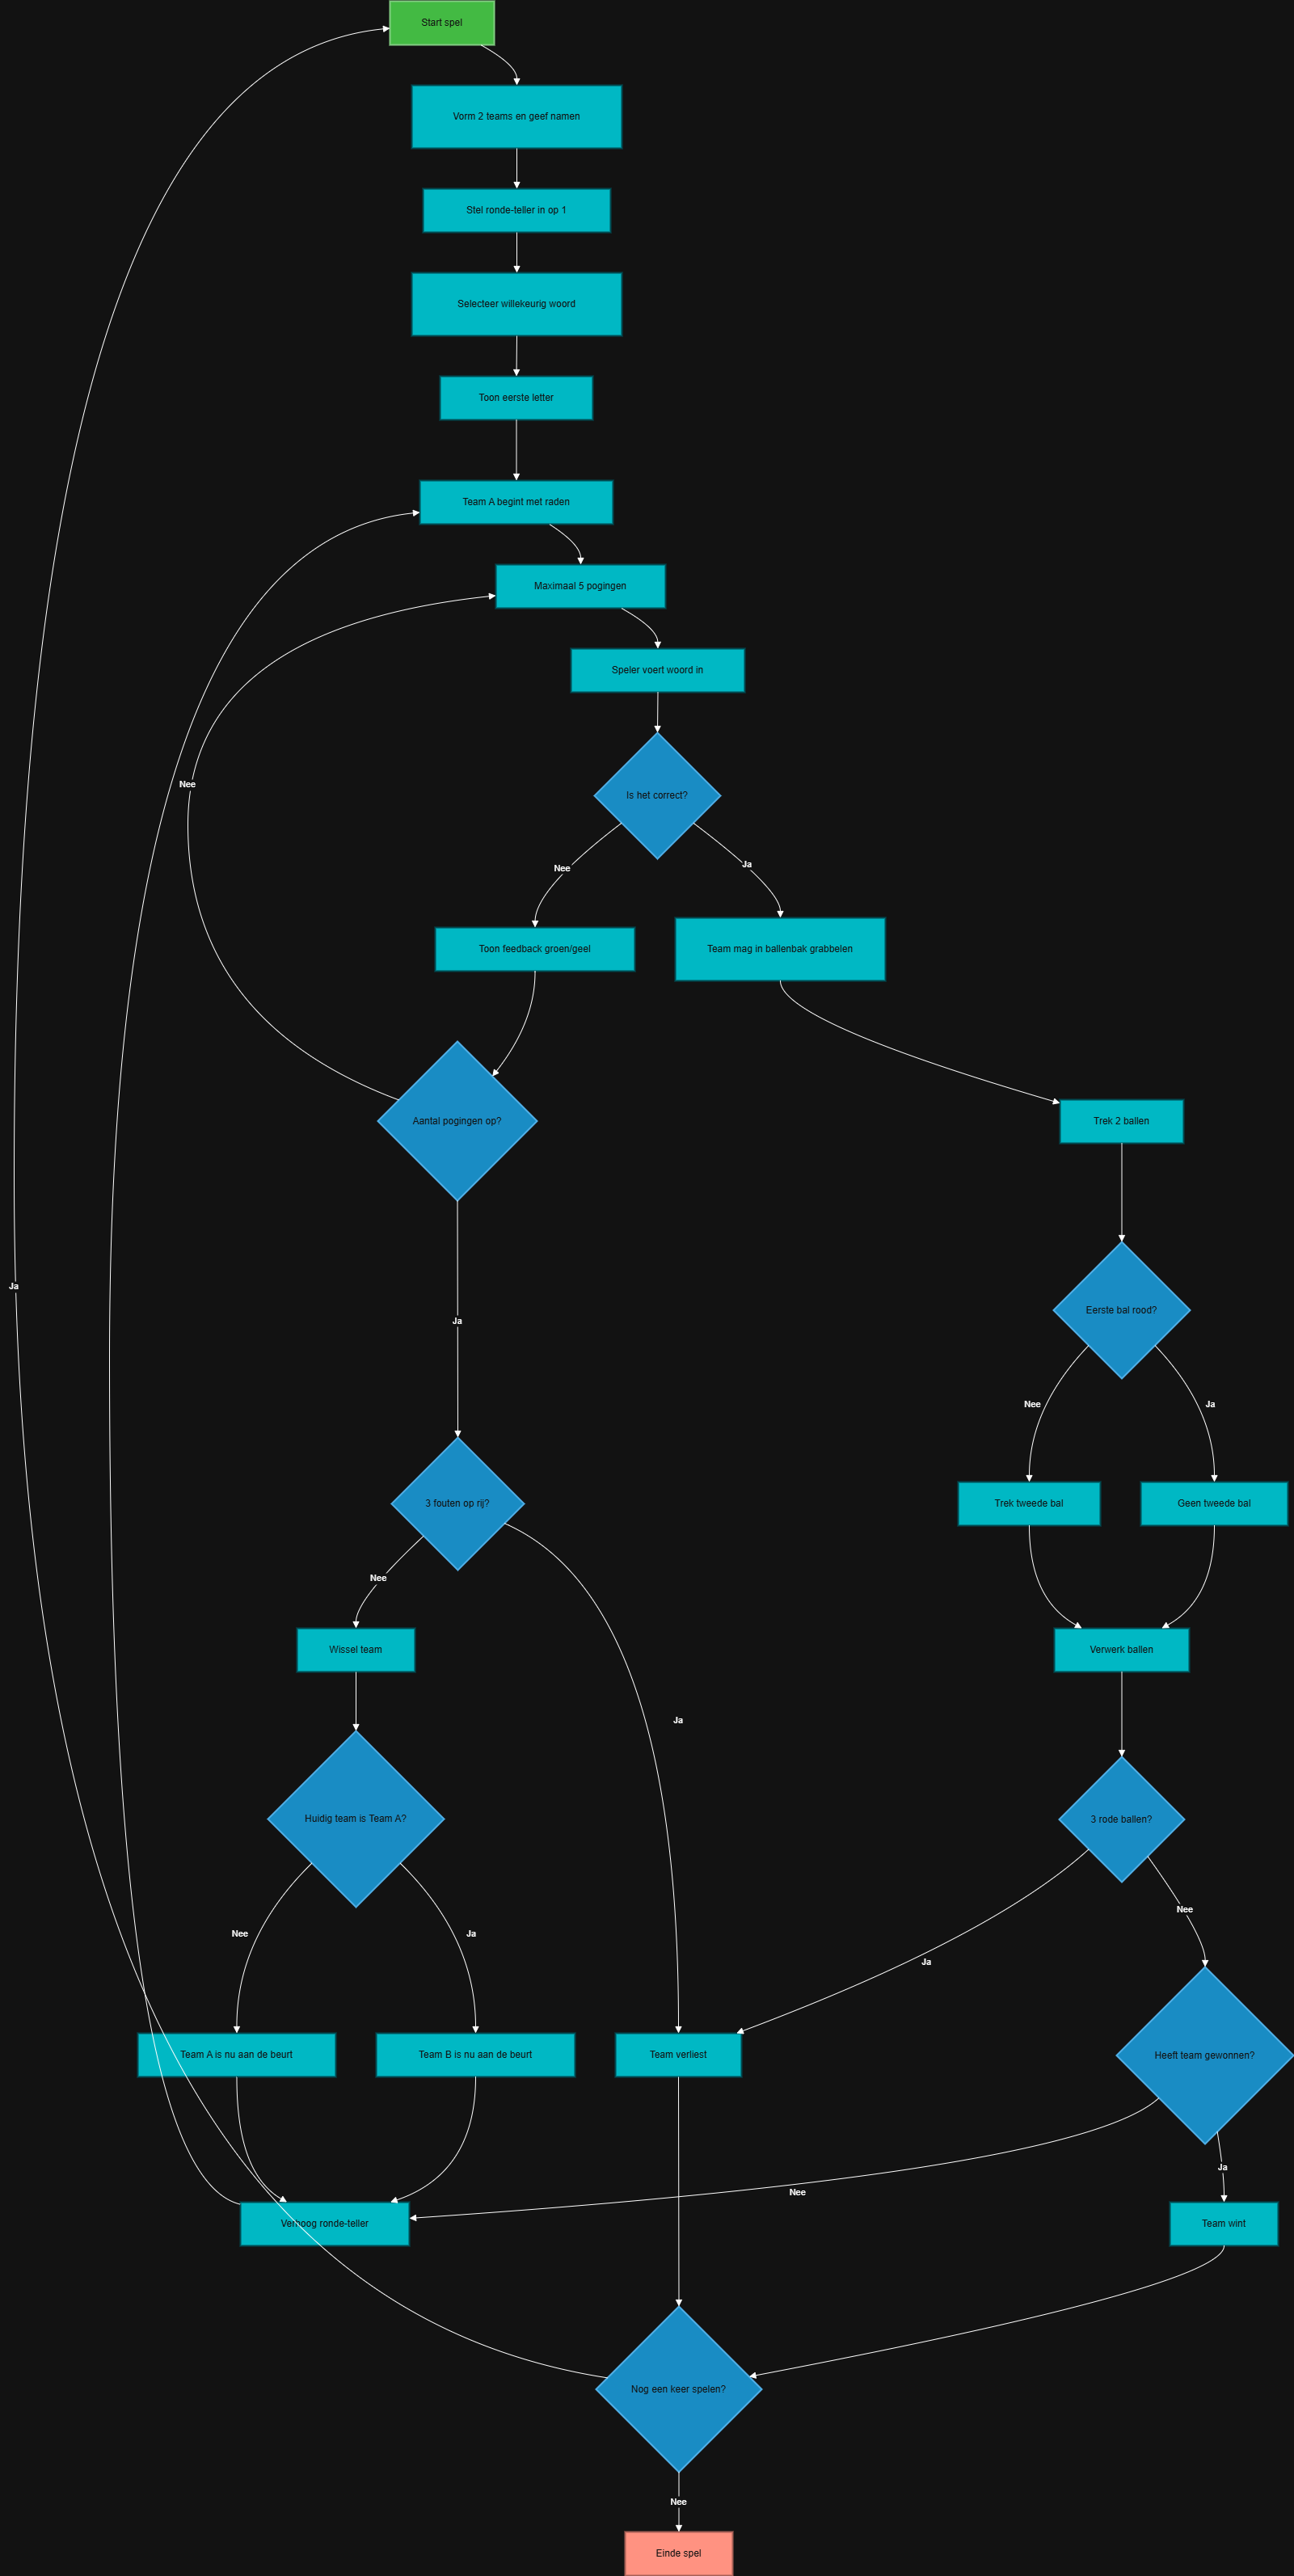 Start spel
Vorm 2 teams en geef namen
Stel ronde-teller in op 1
Selecteer willekeurig woord
Toon eerste letter
Team A begint met raden
Maximaal 5 pogingen
Speler voert woord in
Nee
Is het correct?
Nee
Ja
Toon feedback groen/geel
Team mag in ballenbak grabbelen
Aantal pogingen op?
Trek 2 ballen
Ja
Eerste bal rood?
Ja
Nee
Ja
3 fouten op rij?
Trek tweede bal
Geen tweede bal
Nee
Wissel team
Verwerk ballen
Ja
Huidig team is Team A?
3 rode ballen?
Nee
Nee
Ja
Ja
Team A is nu aan de beurt
Team B is nu aan de beurt
Team verliest
Heeft team gewonnen?
Ja
Nee
Verhoog ronde-teller
Team wint
Nog een keer spelen?
Nee
Einde spel